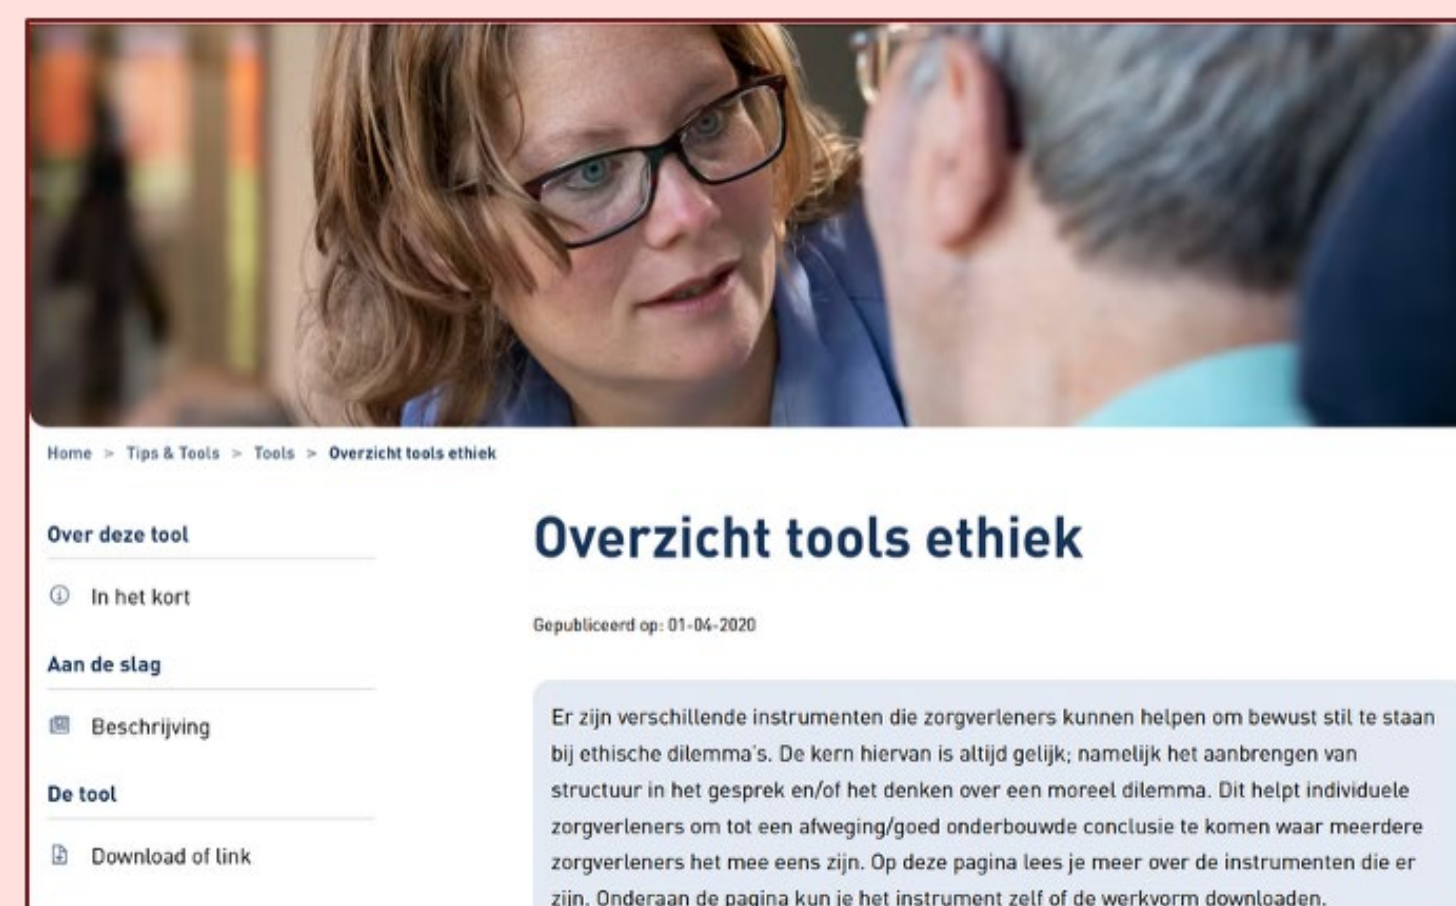 Home > Tips & Tools > Tools > Overzicht tools ethiek
Over deze tool
In het kort
Aan de slag
Beschrijving
De tool
Download of link
Overzicht tools ethiek
Gepubliceerd op: 01-04-2020
Er zijn verschillende instrumenten die zorgverleners kunnen helpen om bewust stil te staan
bij ethische dilemma's. De kern hiervan is altijd gelijk; namelijk het aanbrengen van
structuur in het gesprek en/of het denken over een moreel dilemma. Dit helpt individuele
zorgverleners om tot een afweging/goed onderbouwde conclusie te komen waar meerdere
zorgverleners het mee eens zijn. Op deze pagina lees je meer over de instrumenten die er
zijn. Onderaan de pagina kun je het instrument zelf of de werkvorm downloaden.